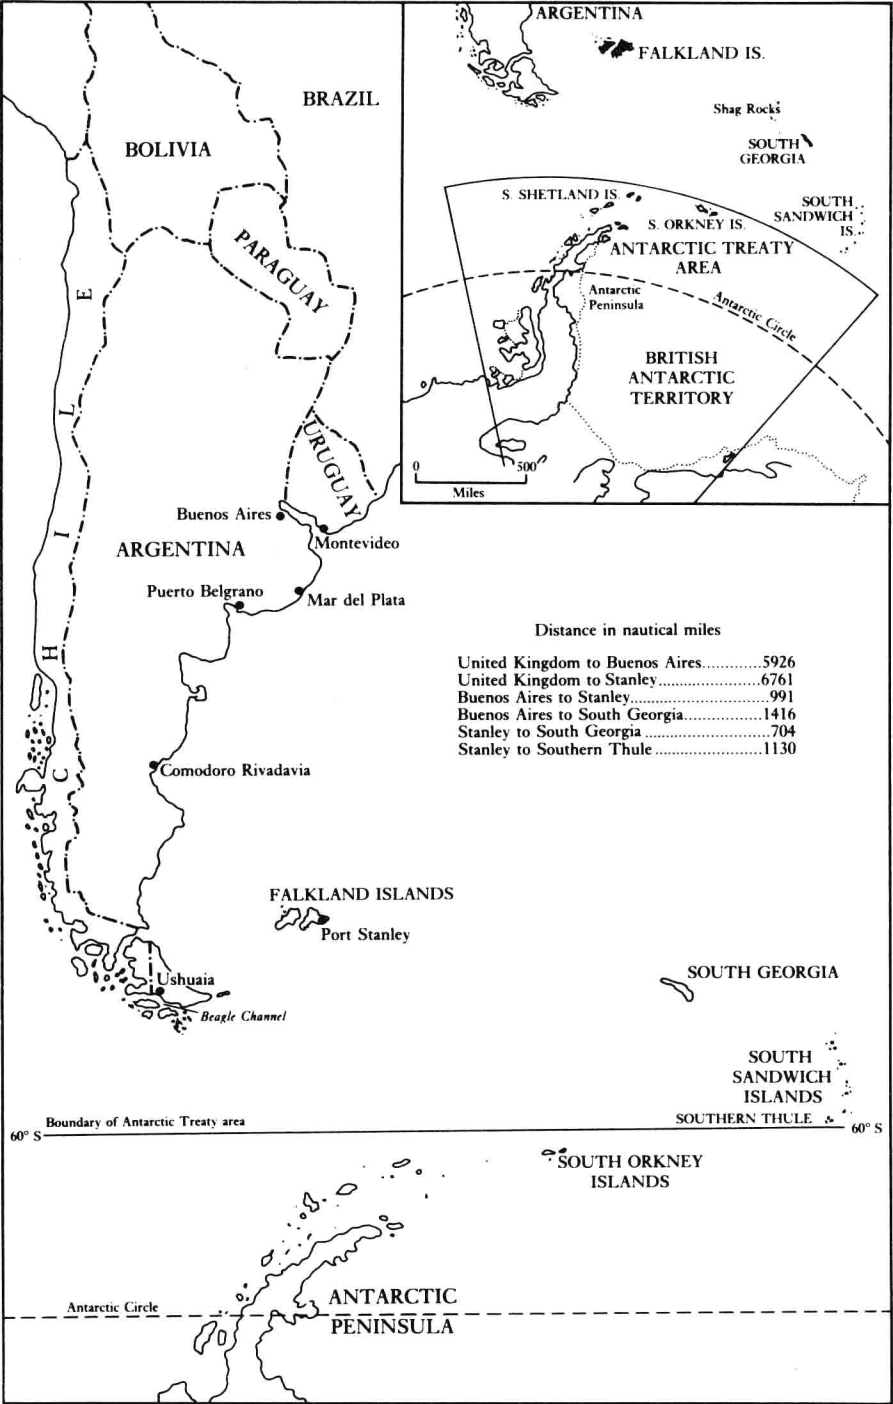 ARGENTINA
FALKLAND IS.
Shag Rocks
SOUTH
GEORGIA
S. SHETLAND IS.
SOUTH
SANDWICH
IS.
S. ORKNEY IS.
ANTARCTIC TREATY
AREA
Antarctic
Peninsula
Antarctic Circle
BRITISH
ANTARCTIC
TERRITORY
0 500
Miles
BRAZIL
BOLIVIA
PARAGUAY
CHILE
URUGUAY
Buenos Aires
Montevideo
ARGENTINA
Puerto Belgrano
Mar del Plata
Distance in nautical miles
United Kingdom to Buenos Aires............5926
United Kingdom to Stanley.....................6761
Buenos Aires to Stanley............................991
Buenos Aires to South Georgia................1416
Stanley to South Georgia .........................704
Stanley to Southern Thule ......................1130
Comodoro Rivadavia
FALKLAND ISLANDS
Port Stanley
SOUTH GEORGIA
Ushuaia
Beagle Channel
SOUTH
SANDWICH
ISLANDS
SOUTHERN THULE
Boundary of Antarctic Treaty area
60° S 60° S
SOUTH ORKNEY
ISLANDS
Antarctic Circle
ANTARCTIC
PENINSULA